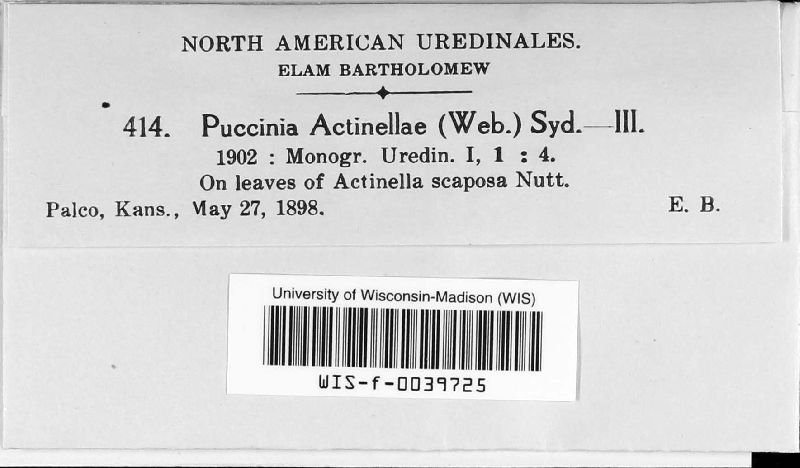 NORTH AMERICAN UREDINALES.
ELAM BARTHOLOMEW
414. Puccinia Actinellae (Web.) Syd.—III.
1902 : Monogr. Uredin. I, 1 : 4.
On leaves of Actinella scaposa Nutt.
Palco, Kans., May 27, 1898. E. B.
University of Wisconsin-Madison (WIS)
WIS-f-0039725